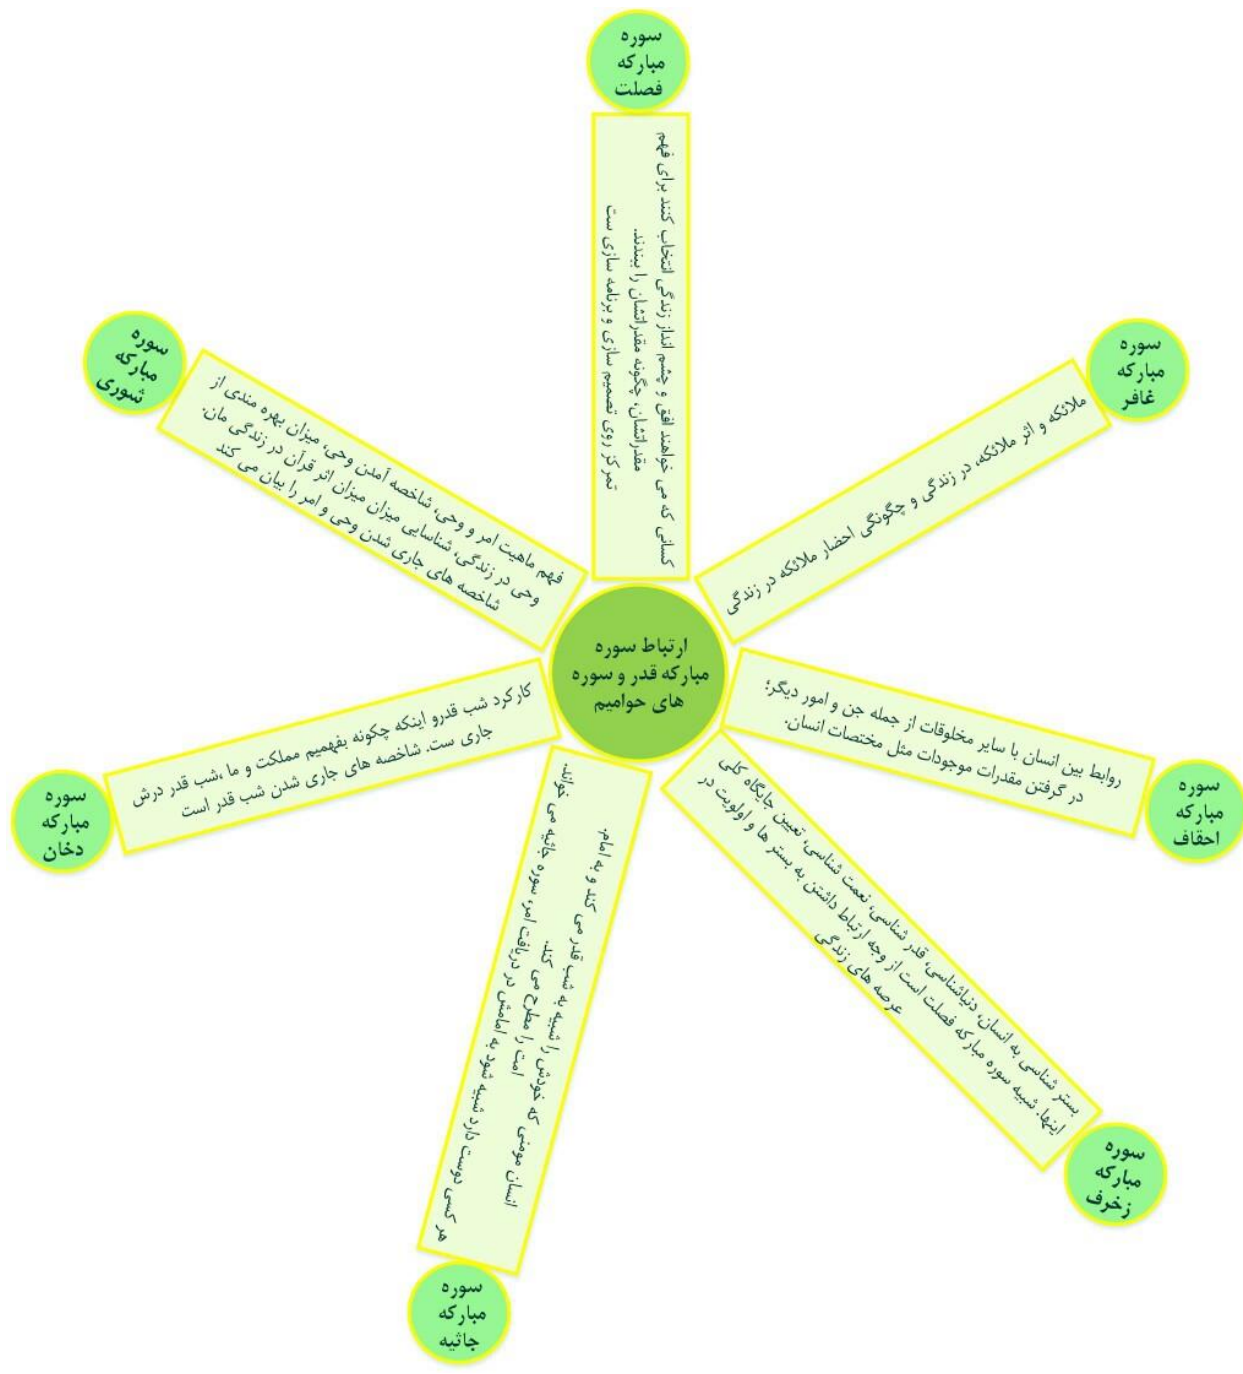 سوره
مبارکه
فصلت
کسانی که می خواهند افق و چشم انداز زندگی انتخاب کنند برای فهم
مقدراتشان، چگونه مقدراتشان را ببندند.
تمرکز روی تصمیم سازی و برنامه سازی ست
سوره
مبارکه
غافر
ملائکه و اثر ملائکه، در زندگی و چگونگی احضار ملائکه در زندگی
سوره
مبارکه
احقاف
روابط بین انسان با سایر مخلوقات از جمله جن و امور دیگر؛
در گرفتن مقدرات موجودات مثل مختصات انسان.
سوره
مبارکه
زخرف
بستر شناسی به انسان، دنیاشناسی، قدر شناسی، نعمت شناسی، تعیین جایگاه کلی
اینها. شبیه سوره مبارکه فصلت است از وجه ارتباط داشتن به بستر ها و اولویت در
عرصه های زندگی
سوره
مبارکه
جاثیه
انسان مومنی که خودش را شبیه به شب قدر می کند و به امام.
امت را مطرح می کند.
هر کسی دوست دارد شبیه شود به امامش در دریافت امر، سوره جاثیه می خواند.
سوره
مبارکه
دخان
کارکرد شب قدرو اینکه چکونه بفهمیم مملکت و ما ،شب قدر درش
جاری ست. شاخصه های جاری شدن شب قدر است
سوره
مبارکه
شوری
فهم ماهیت امر و وحی، شاخصه آمدن وحی، میزان بهره مندی از
وحی در زندگی، شناسایی میزان میزان اثر قرآن در زندگی مان.
شاخصه های جاری شدن وحی و امر را بیان می کند
ارتباط سوره
مبارکه قدر و سوره
های حوامیم